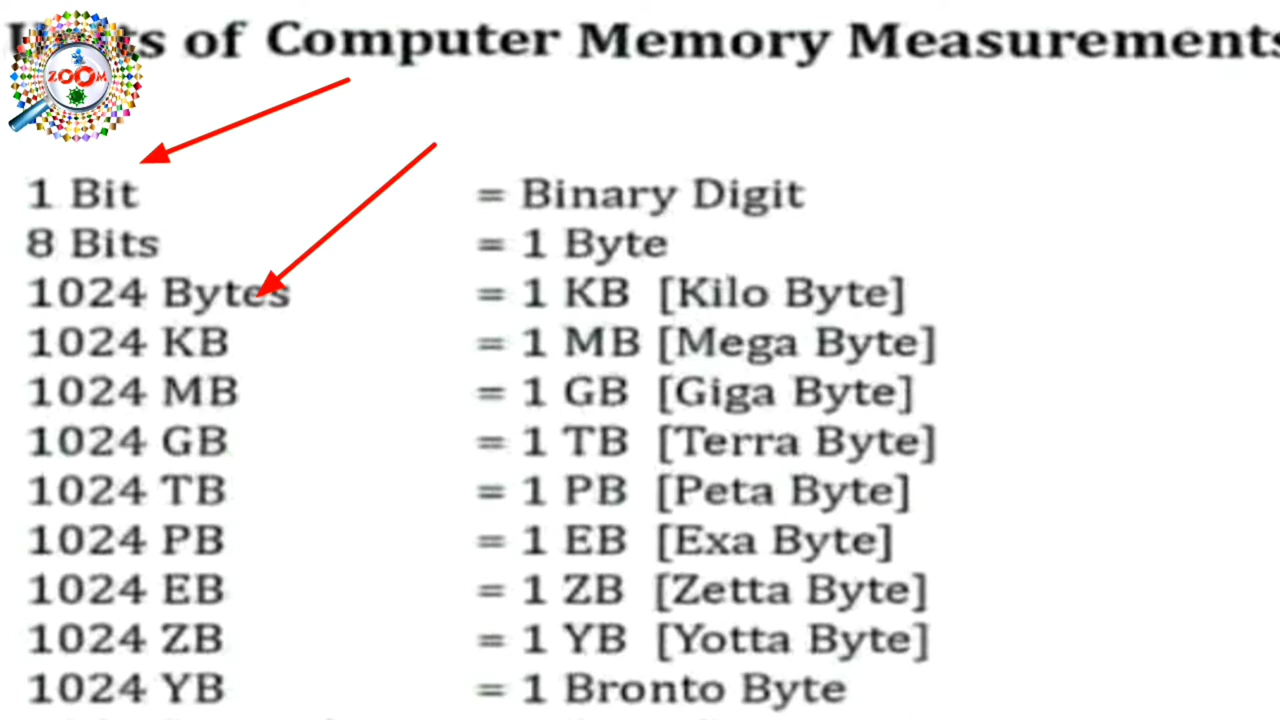 of Computer Memory Measurements
ZOOM
1 Bit = Binary Digit
8 Bits = 1 Byte
1024 Bytes = 1 KB [Kilo Byte]
1024 KB = 1 MB [Mega Byte]
1024 MB = 1 GB [Giga Byte]
1024 GB = 1 TB [Terra Byte]
1024 TB = 1 PB [Peta Byte]
1024 PB = 1 EB [Exa Byte]
1024 EB = 1 ZB [Zetta Byte]
1024 ZB = 1 YB [Yotta Byte]
1024 YB = 1 Bronto Byte